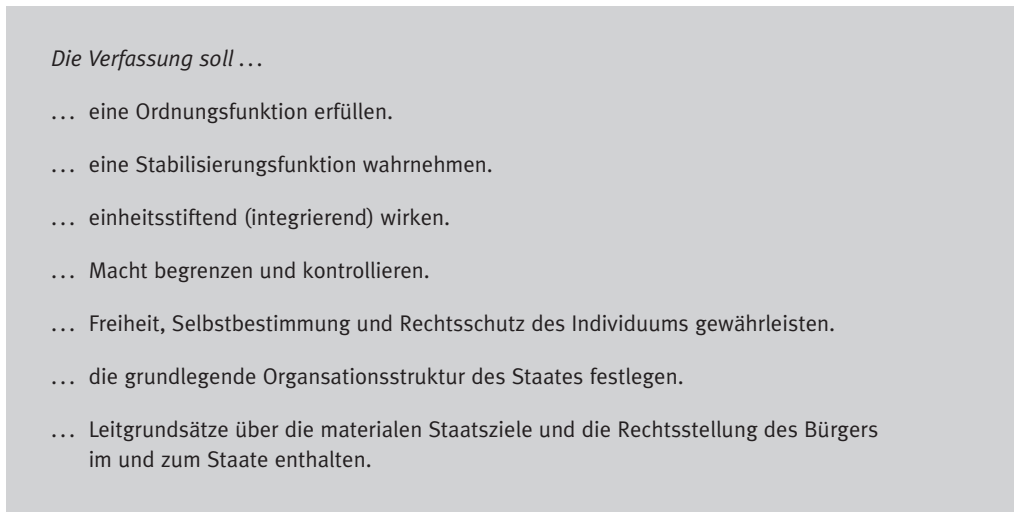 Die Verfassung soll ...
... eine Ordnungsfunktion erfüllen.
... eine Stabilisierungsfunktion wahrnehmen.
... einheitsstiftend (integrierend) wirken.
... Macht begrenzen und kontrollieren.
... Freiheit, Selbstbestimmung und Rechtsschutz des Individuums gewährleisten.
... die grundlegende Organsationsstruktur des Staates festlegen.
... Leitgrundsätze über die materialen Staatsziele und die Rechtsstellung des Bürgers
im und zum Staate enthalten.